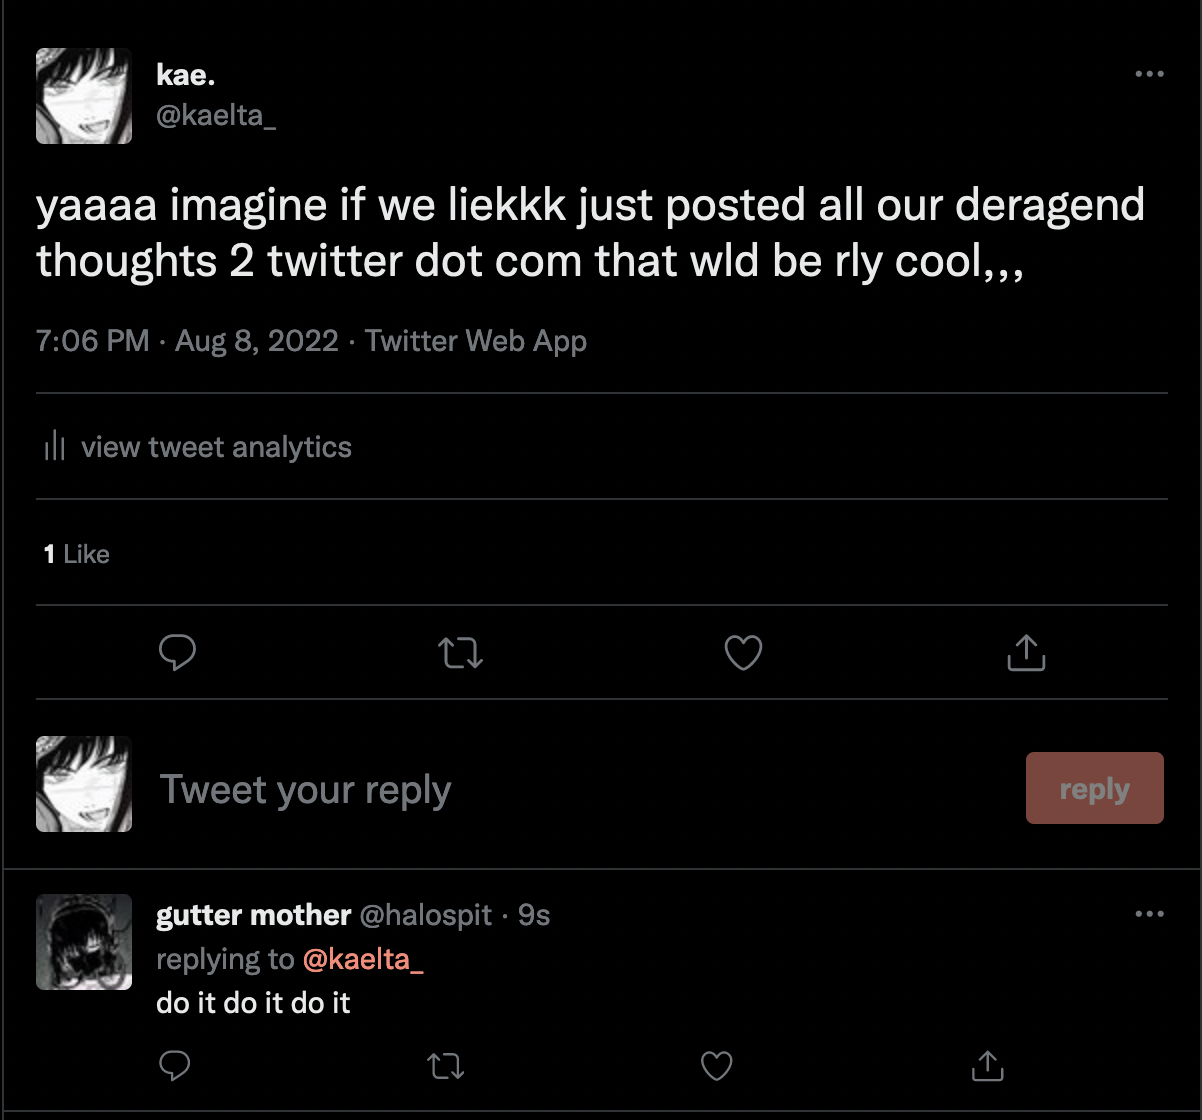 kae.
@kaelta_
yaaaa imagine if we liekkk just posted all our deragend
thoughts 2 twitter dot com that wld be rly cool,,,
7:06 PM · Aug 8, 2022 · Twitter Web App
view tweet analytics
1 Like
Tweet your reply
reply
gutter mother @halospit · 9s
replying to @kaelta_
do it do it do it